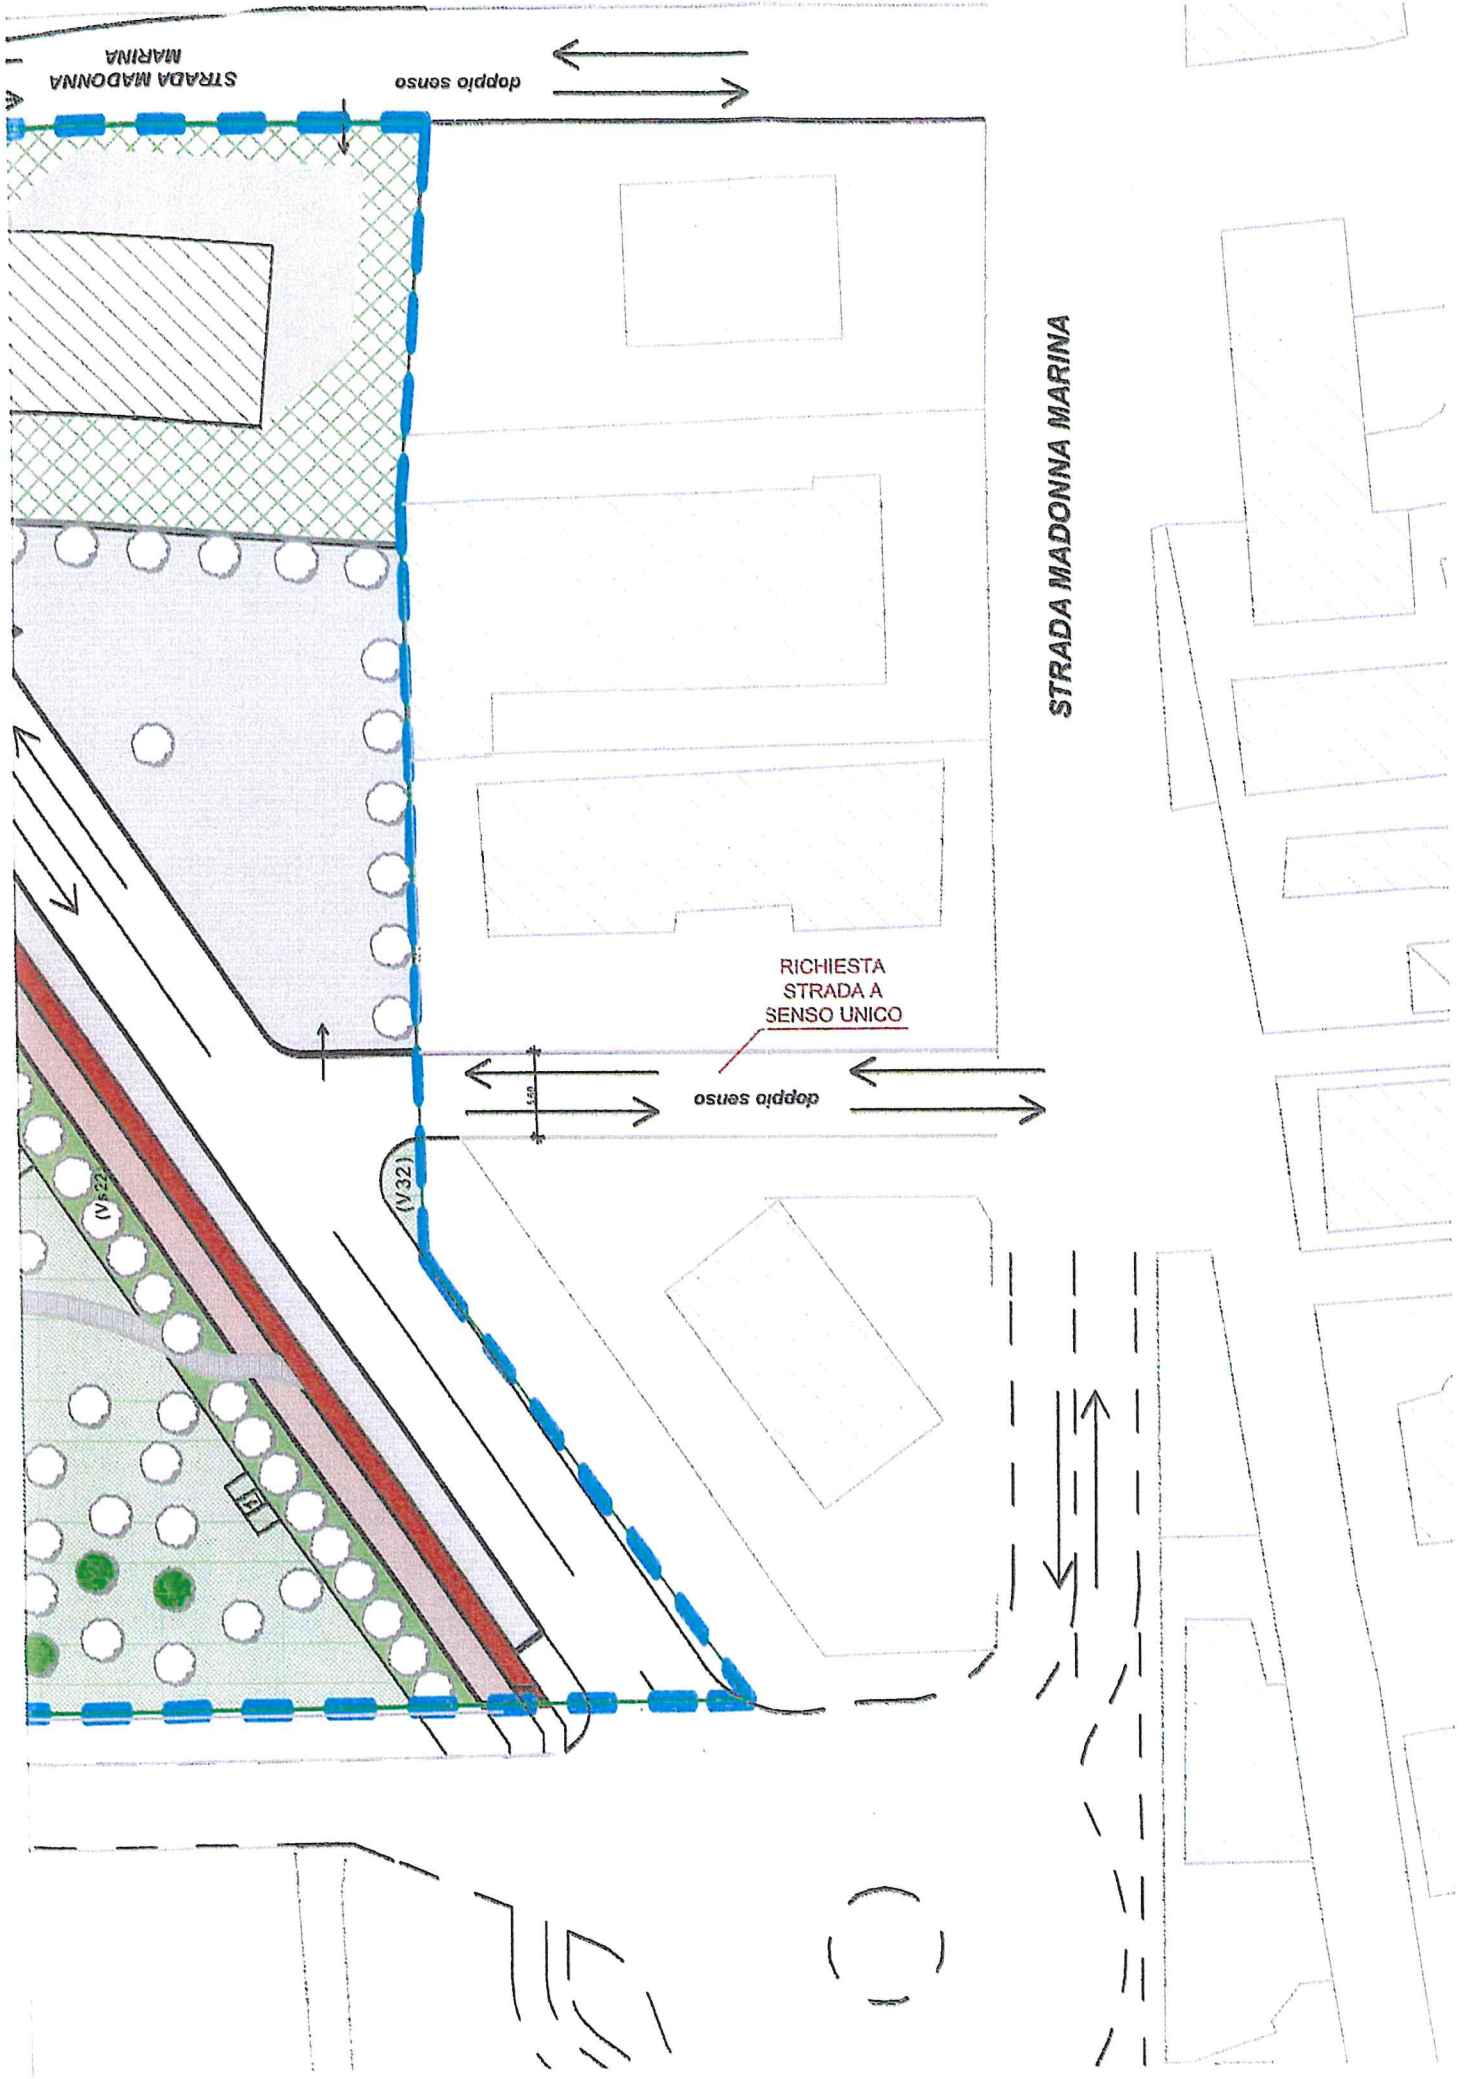 STRADA MADONNA
MARINA
doppio senso
STRADA MADONNA MARINA
RICHIESTA
STRADA A
SENSO UNICO
doppio senso
(V32)